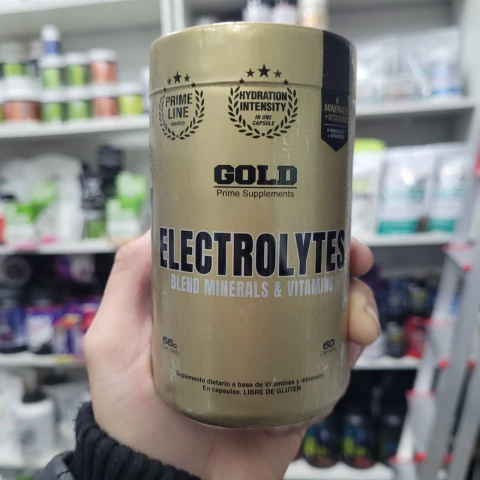 PRIME
LINE
HYDRATION
INTENSITY
IN ONE
CAPSULE
MINERALS
+ VITAMINS
GOLD
Prime Supplements
ELECTROLYTES
BLEND MINERALS & VITAMINS
66G
60
Suplemento dietario a base de Vitaminas y minerales
En capsulas. LIBRE DE GLUTEN